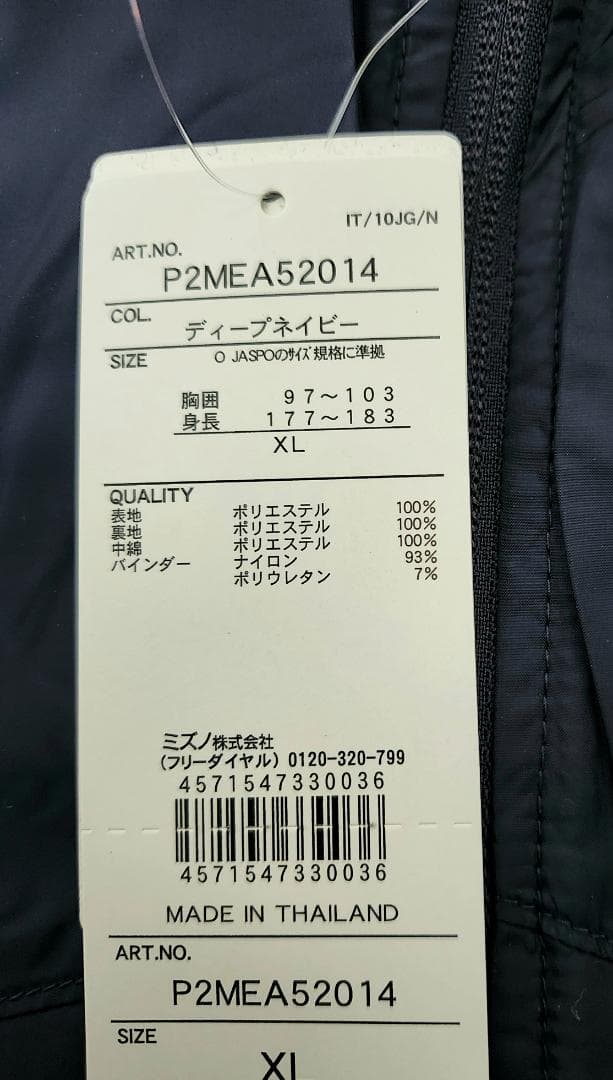 IT/10JG/N
ART.NO.
P2MEA52014
COL.
ディープネイビー
SIZE O JASPOのサイズ規格に準拠
胸囲 97～103
身長 177～183
XL
QUALITY
表地 ポリエステル 100%
裏地 ポリエステル 100%
中綿 ポリエステル 100%
バインダー ナイロン 93%
ポリウレタン 7%
ミズノ株式会社
(フリーダイヤル) 0120-320-799
4571547330036
4571547330036
MADE IN THAILAND
ART.NO.
P2MEA52014
SIZE
XL